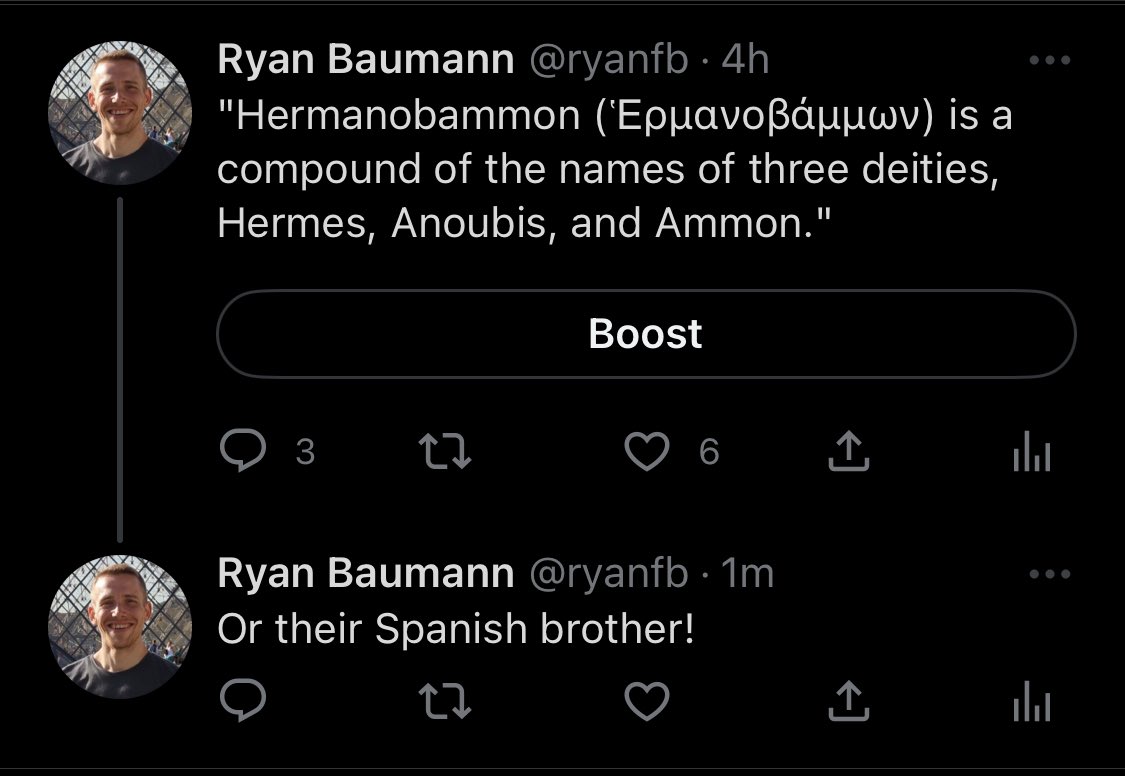 Ryan Baumann @ryanfb · 4h
"Hermanobammon (Ἑρμανοβάμμων) is a
compound of the names of three deities,
Hermes, Anoubis, and Ammon."
Boost
3 6
Ryan Baumann @ryanfb · 1m
Or their Spanish brother!